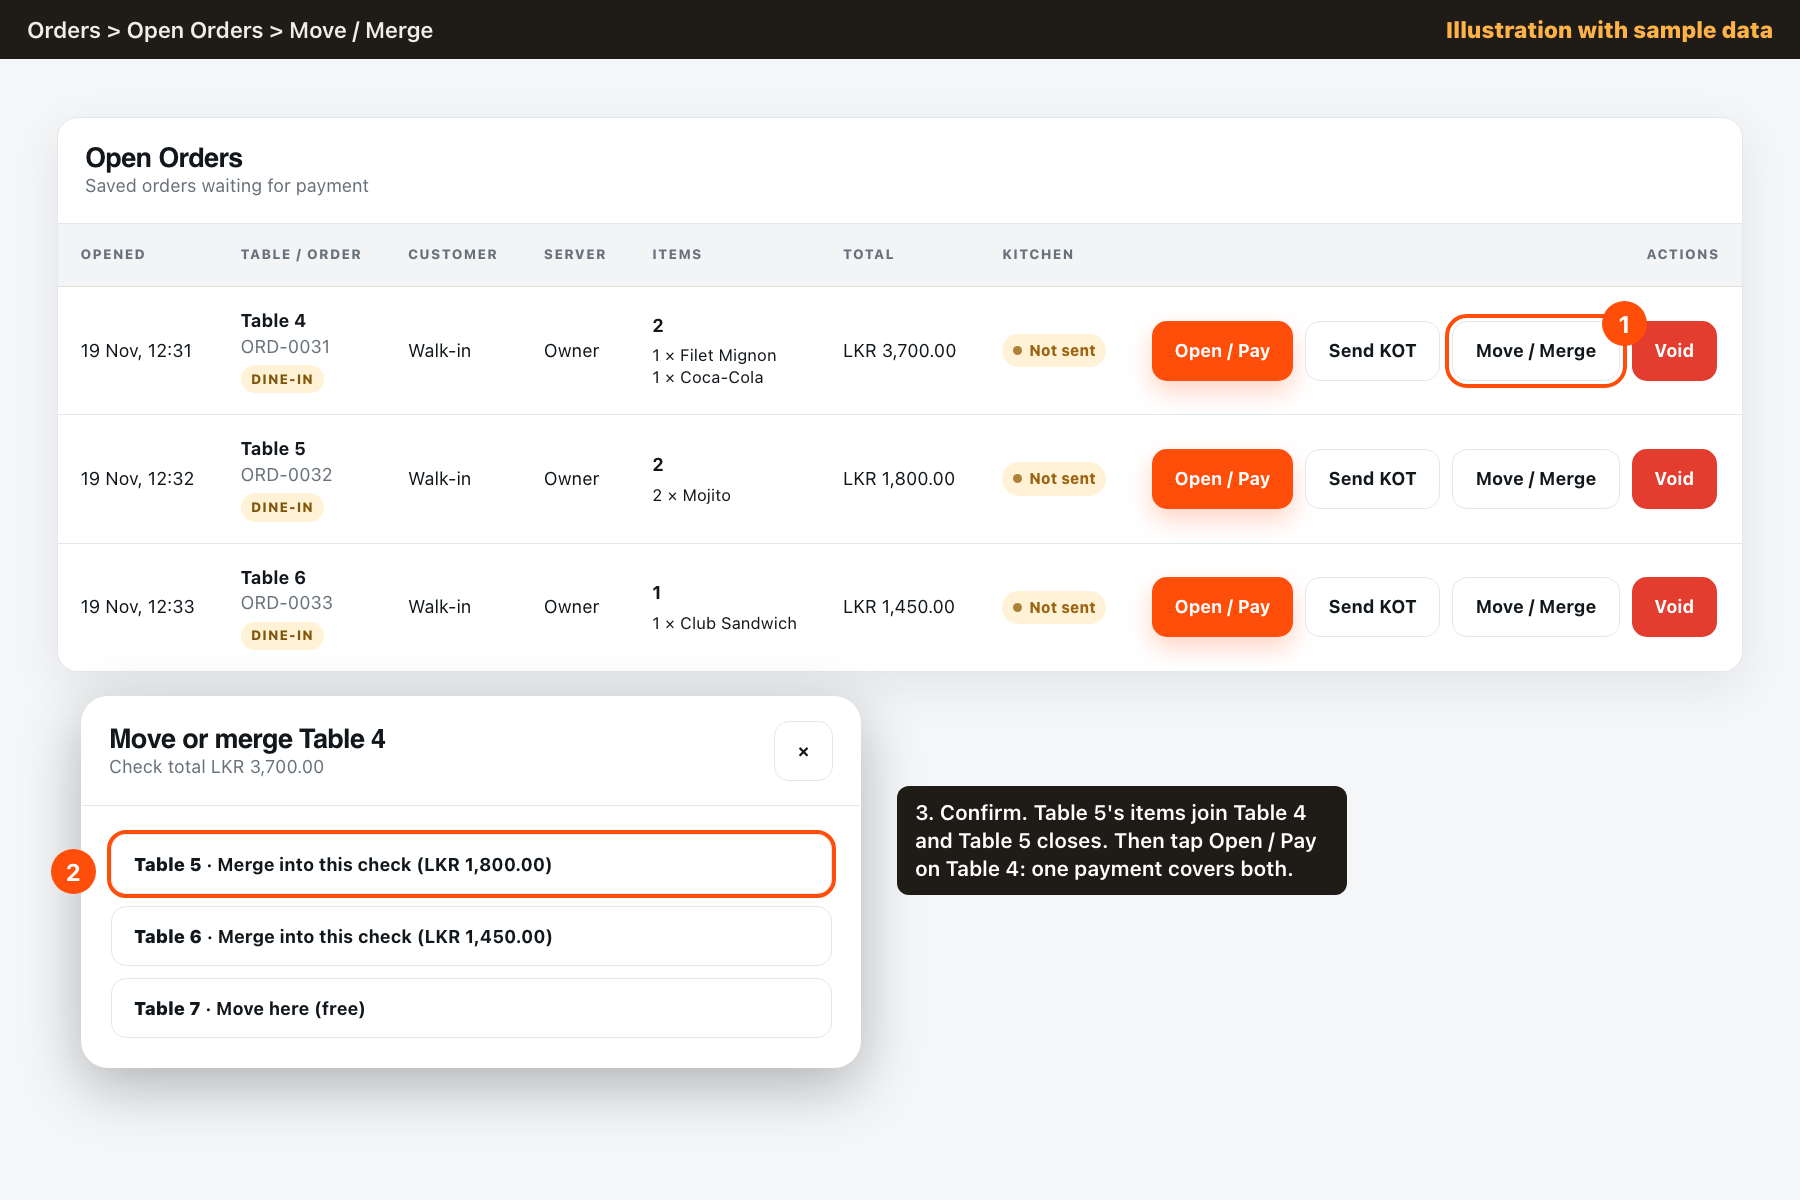 Orders > Open Orders > Move / Merge
Illustration with sample data
Open Orders
Saved orders waiting for payment
OPENED TABLE / ORDER CUSTOMER SERVER ITEMS TOTAL KITCHEN ACTIONS
19 Nov, 12:31
Table 4
ORD-0031
DINE-IN
Walk-in
Owner
2
1 × Filet Mignon
1 × Coca-Cola
LKR 3,700.00
Not sent
Open / Pay
Send KOT
Move / Merge
1
Void
19 Nov, 12:32
Table 5
ORD-0032
DINE-IN
Walk-in
Owner
2
2 × Mojito
LKR 1,800.00
Not sent
Open / Pay
Send KOT
Move / Merge
Void
19 Nov, 12:33
Table 6
ORD-0033
DINE-IN
Walk-in
Owner
1
1 × Club Sandwich
LKR 1,450.00
Not sent
Open / Pay
Send KOT
Move / Merge
Void
Move or merge Table 4
Check total LKR 3,700.00
×
2
Table 5 · Merge into this check (LKR 1,800.00)
Table 6 · Merge into this check (LKR 1,450.00)
Table 7 · Move here (free)
3. Confirm. Table 5's items join Table 4
and Table 5 closes. Then tap Open / Pay
on Table 4: one payment covers both.